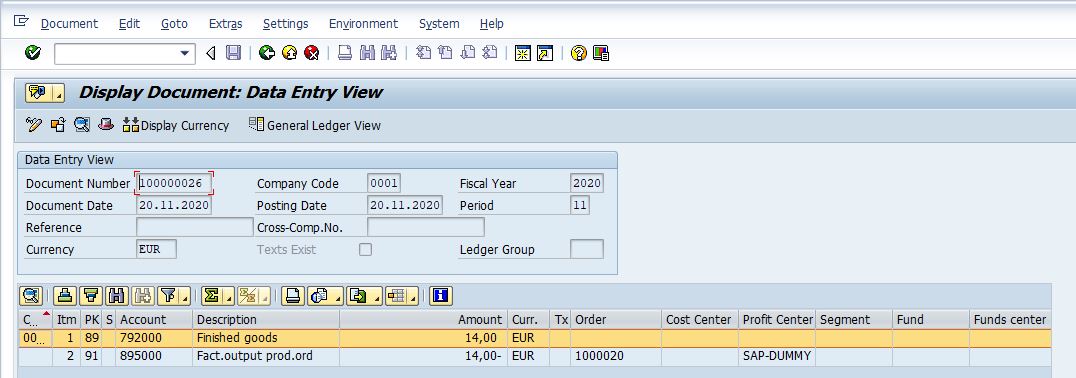 Document Edit Goto Extras Settings Environment System Help
Display Document: Data Entry View
Display Currency General Ledger View
Data Entry View
Document Number 100000026 Company Code 0001 Fiscal Year 2020
Document Date 20.11.2020 Posting Date 20.11.2020 Period 11
Reference Cross-Comp.No.
Currency EUR Texts Exist Ledger Group
C... Itm PK S Account Description Amount Curr. Tx Order Cost Center Profit Center Segment Fund Funds center
00... 1 89 792000 Finished goods 14,00 EUR
2 91 895000 Fact.output prod.ord 14,00- EUR 1000020 SAP-DUMMY